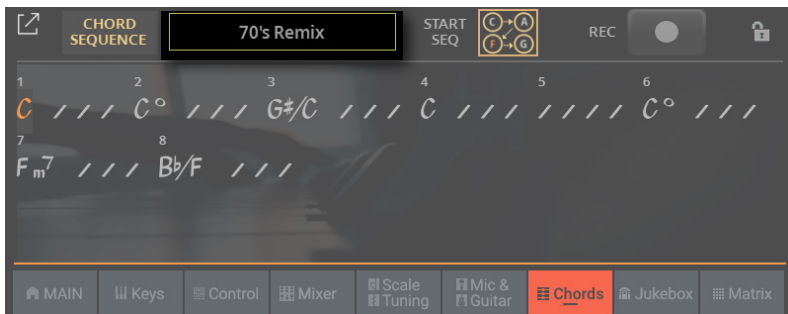 CHORD SEQUENCE 70's Remix START SEQ C A F G REC
1 2 3 4 5 6
C / / / C° / / / G♯/C / / / C / / / / / / / C° / / /
7 8
Fm7 / / / B♭/F / / /
MAIN Keys Control Mixer Scale Tuning Mic & Guitar Chords Jukebox Matrix